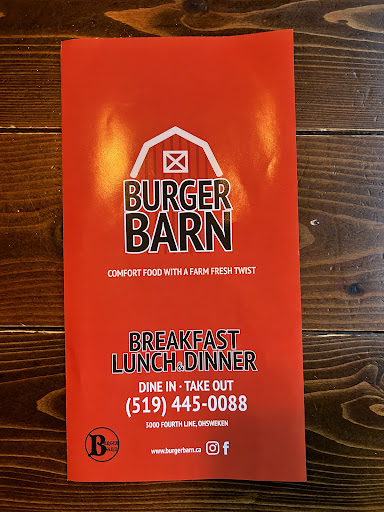 BURGER
BARN
COMFORT FOOD WITH A FARM FRESH TWIST
BREAKFAST
LUNCH & DINNER
DINE IN · TAKE OUT
(519) 445-0088
3000 FOURTH LINE, OHSWEKEN
www.burgerbarn.ca